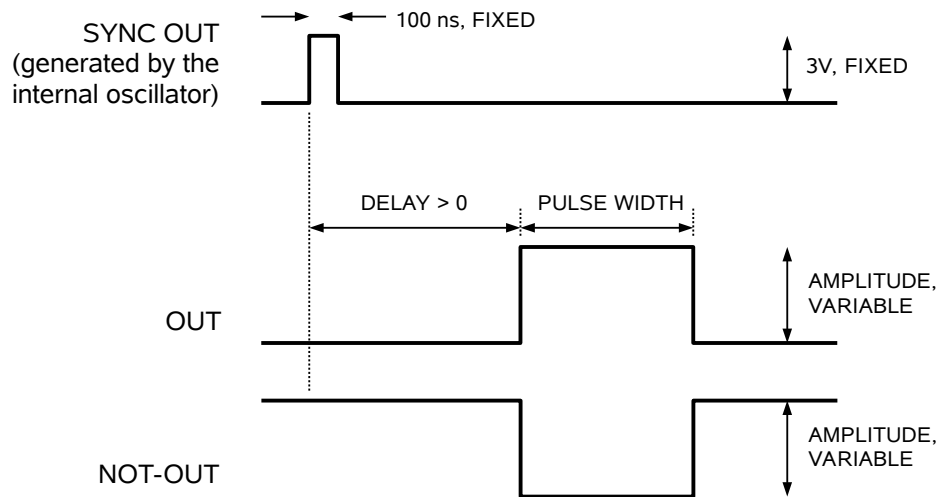 100 ns, FIXED
SYNC OUT
(generated by the
internal oscillator)
3V, FIXED
DELAY > 0
PULSE WIDTH
AMPLITUDE,
VARIABLE
OUT
AMPLITUDE,
VARIABLE
NOT-OUT